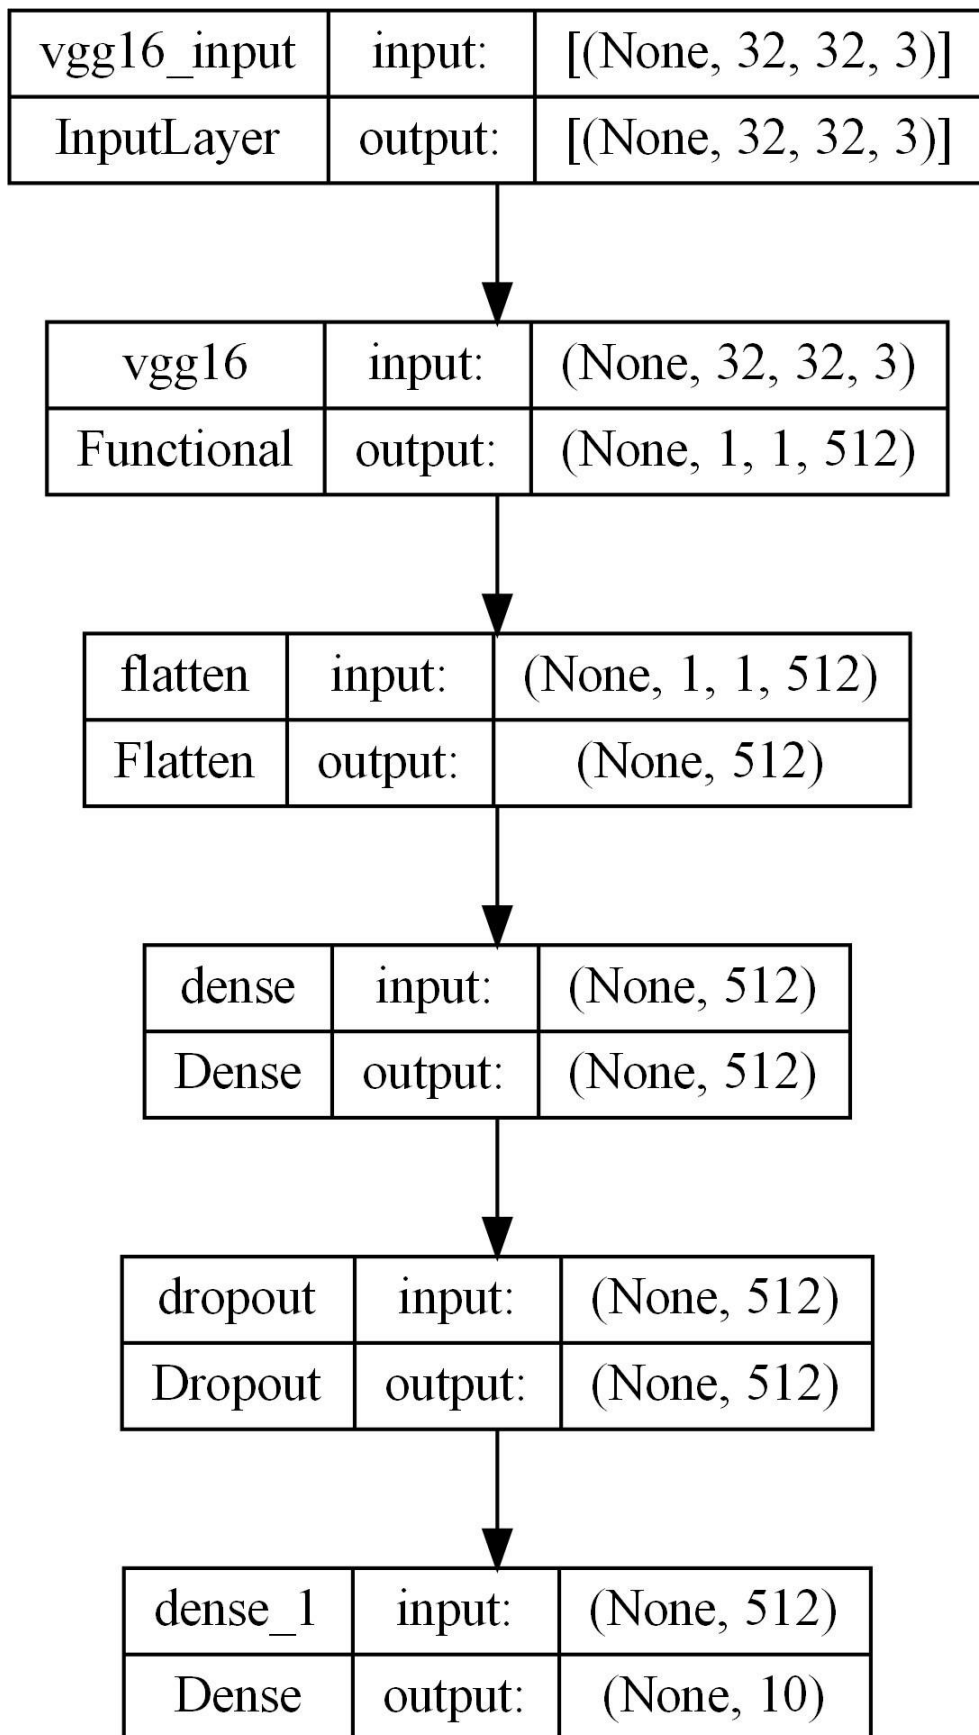 vgg16_input input: [(None, 32, 32, 3)]
InputLayer output: [(None, 32, 32, 3)]
vgg16 input: (None, 32, 32, 3)
Functional output: (None, 1, 1, 512)
flatten input: (None, 1, 1, 512)
Flatten output: (None, 512)
dense input: (None, 512)
Dense output: (None, 512)
dropout input: (None, 512)
Dropout output: (None, 512)
dense_1 input: (None, 512)
Dense output: (None, 10)